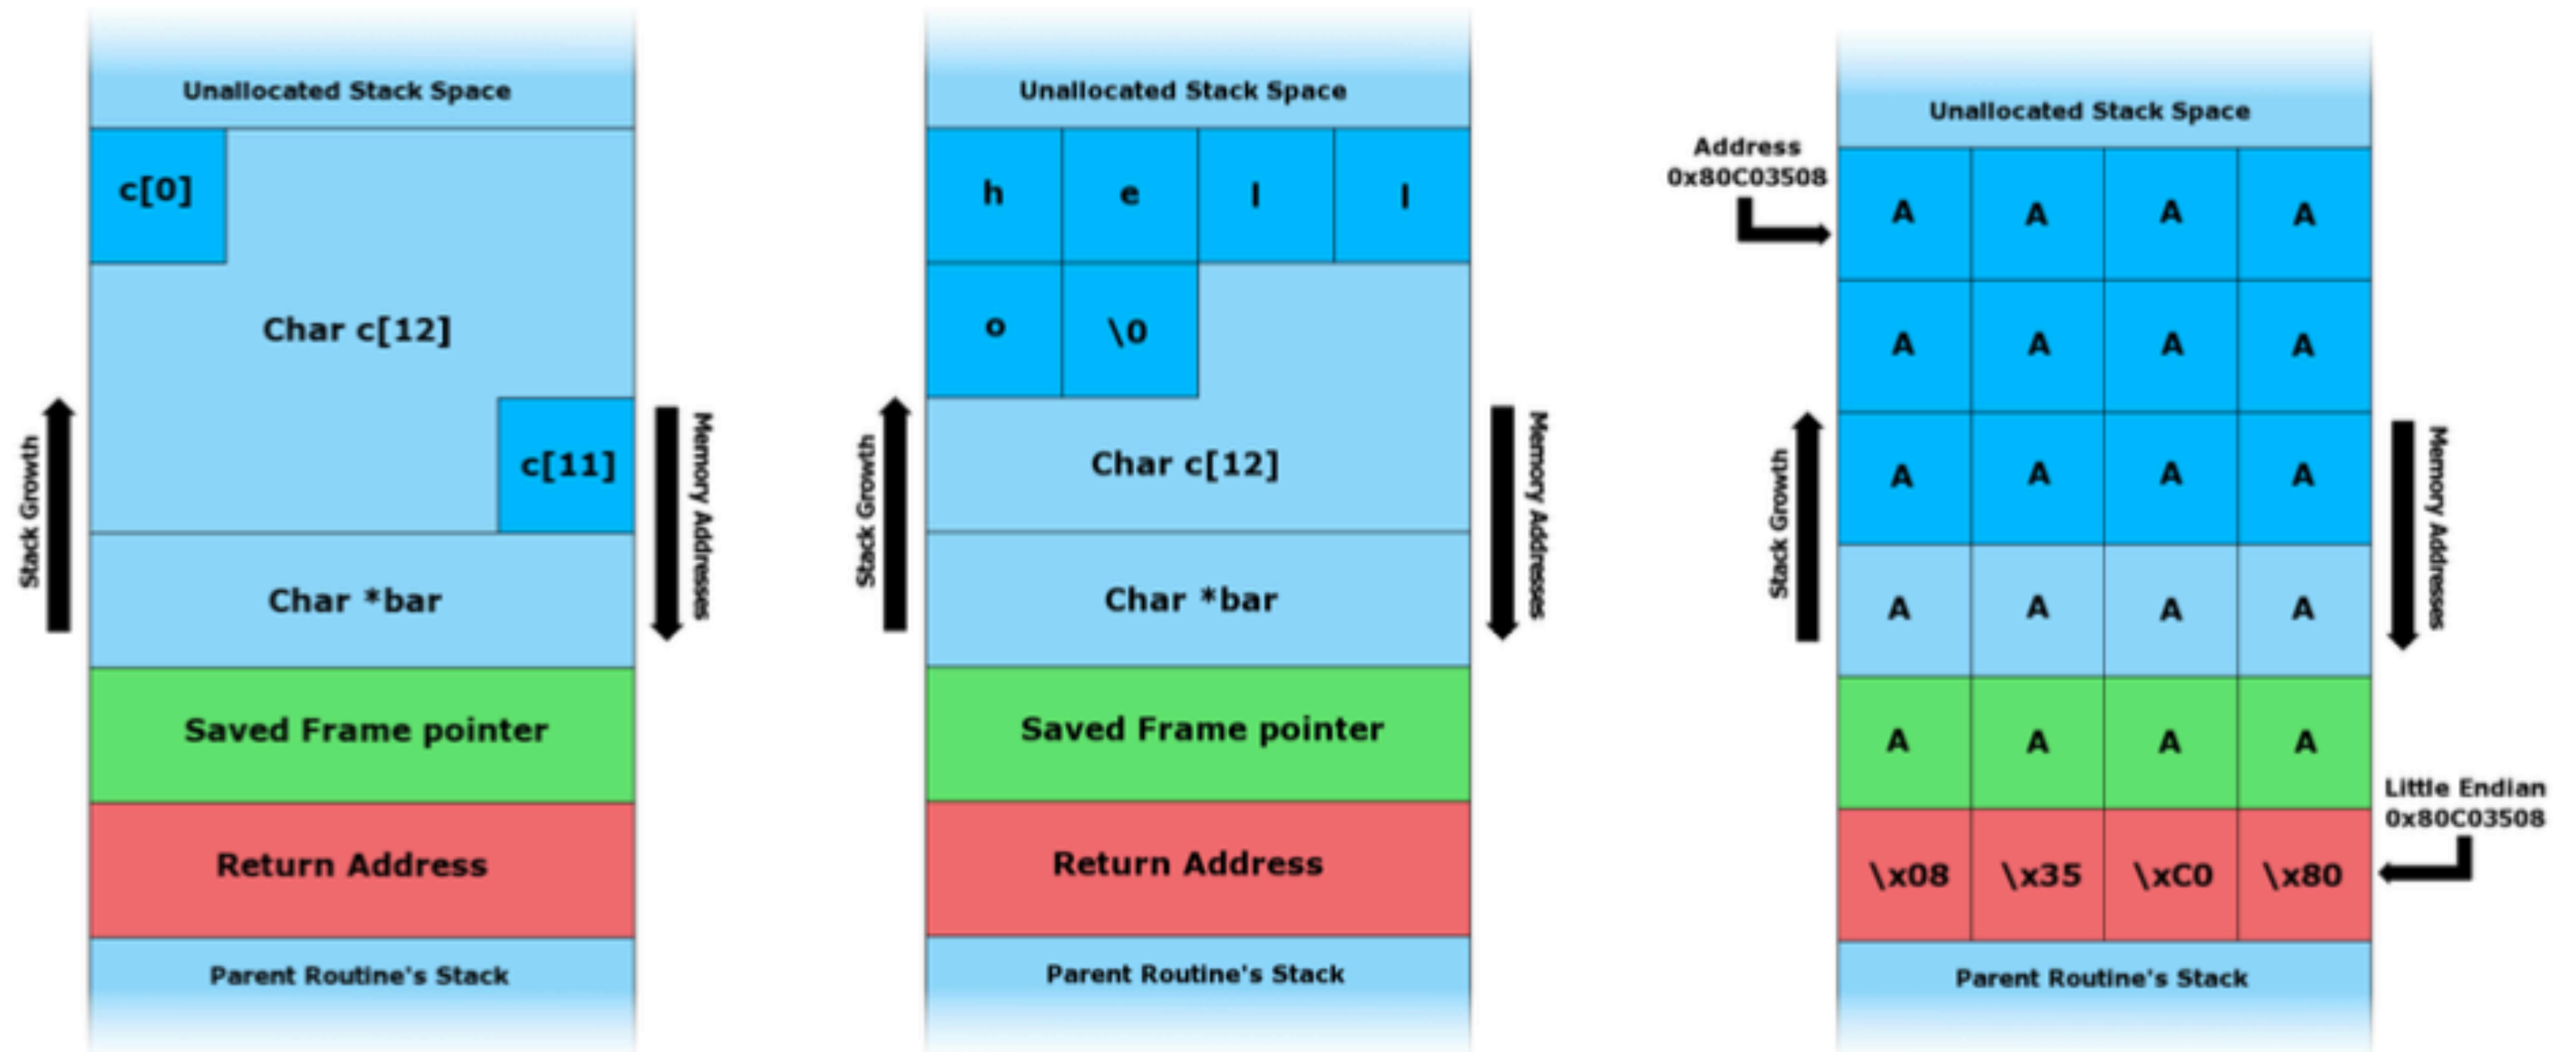 Unallocated Stack Space
c[0]
Char c[12]
c[11]
Char *bar
Saved Frame pointer
Return Address
Parent Routine's Stack
Stack Growth
Memory Addresses
Unallocated Stack Space
h e l l
o \0
Char c[12]
Char *bar
Saved Frame pointer
Return Address
Parent Routine's Stack
Stack Growth
Memory Addresses
Unallocated Stack Space
Address
0x80C03508
A A A A
A A A A
A A A A
A A A A
A A A A
\x08 \x35 \xC0 \x80
Parent Routine's Stack
Stack Growth
Memory Addresses
Little Endian
0x80C03508